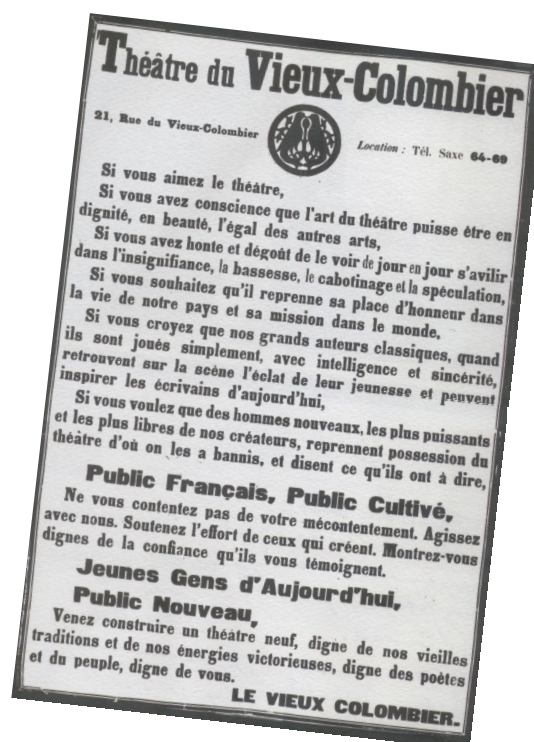 Théâtre du Vieux-Colombier
21, Rue du Vieux-Colombier
Location : Tél. Saxe 64-69
Si vous aimez le théâtre,
Si vous avez conscience que l'art du théâtre puisse être en
dignité, en beauté, l'égal des autres arts,
Si vous avez honte et dégoût de le voir de jour en jour s'avilir
dans l'insignifiance, la bassesse, le cabotinage et la spéculation,
Si vous souhaitez qu'il reprenne sa place d'honneur dans
la vie de notre pays et sa mission dans le monde,
Si vous croyez que nos grands auteurs classiques, quand
ils sont joués simplement, avec intelligence et sincérité,
retrouvent sur la scène l'éclat de leur jeunesse et peuvent
inspirer les écrivains d'aujourd'hui,
Si vous voulez que des hommes nouveaux, les plus puissants
et les plus libres de nos créateurs, reprennent possession du
théâtre d'où on les a bannis, et disent ce qu'ils ont à dire,
Public Français, Public Cultivé,
Ne vous contentez pas de votre mécontentement. Agissez
avec nous. Soutenez l'effort de ceux qui créent. Montrez-vous
dignes de la confiance qu'ils vous témoignent.
Jeunes Gens d'Aujourd'hui,
Public Nouveau,
Venez construire un théâtre neuf, digne de nos vieilles
traditions et de nos énergies victorieuses, digne des poètes
et du peuple, digne de vous.
LE VIEUX COLOMBIER.